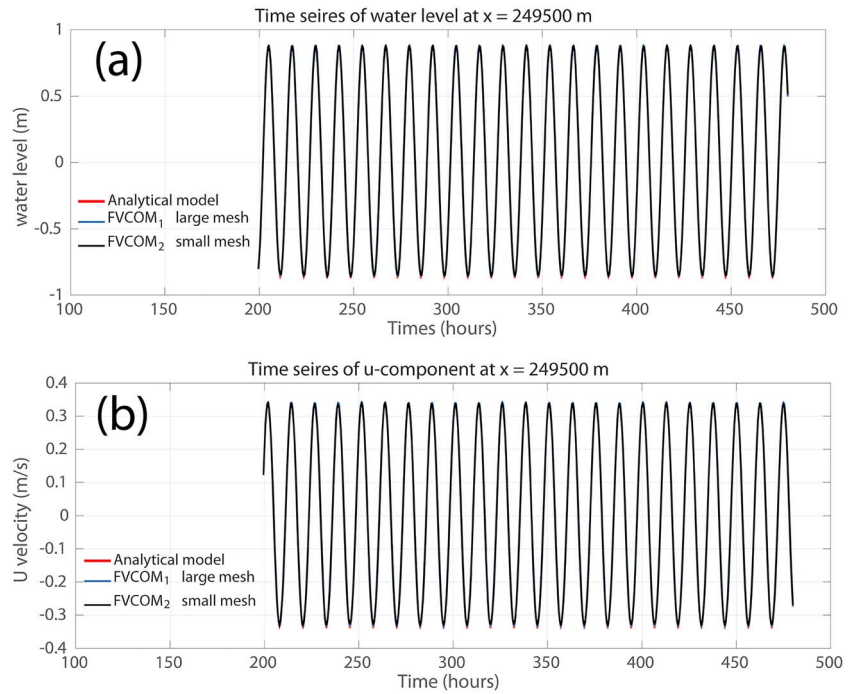 Time seires of water level at x = 249500 m
(a)
1
0.5
0
-0.5
-1
water level (m)
Analytical model
FVCOM1 large mesh
FVCOM2 small mesh
100 150 200 250 300 350 400 450 500
Times (hours)
Time seires of u-component at x = 249500 m
(b)
0.4
0.3
0.2
0.1
0
-0.1
-0.2
-0.3
-0.4
U velocity (m/s)
Analytical model
FVCOM1 large mesh
FVCOM2 small mesh
100 150 200 250 300 350 400 450 500
Time (hours)